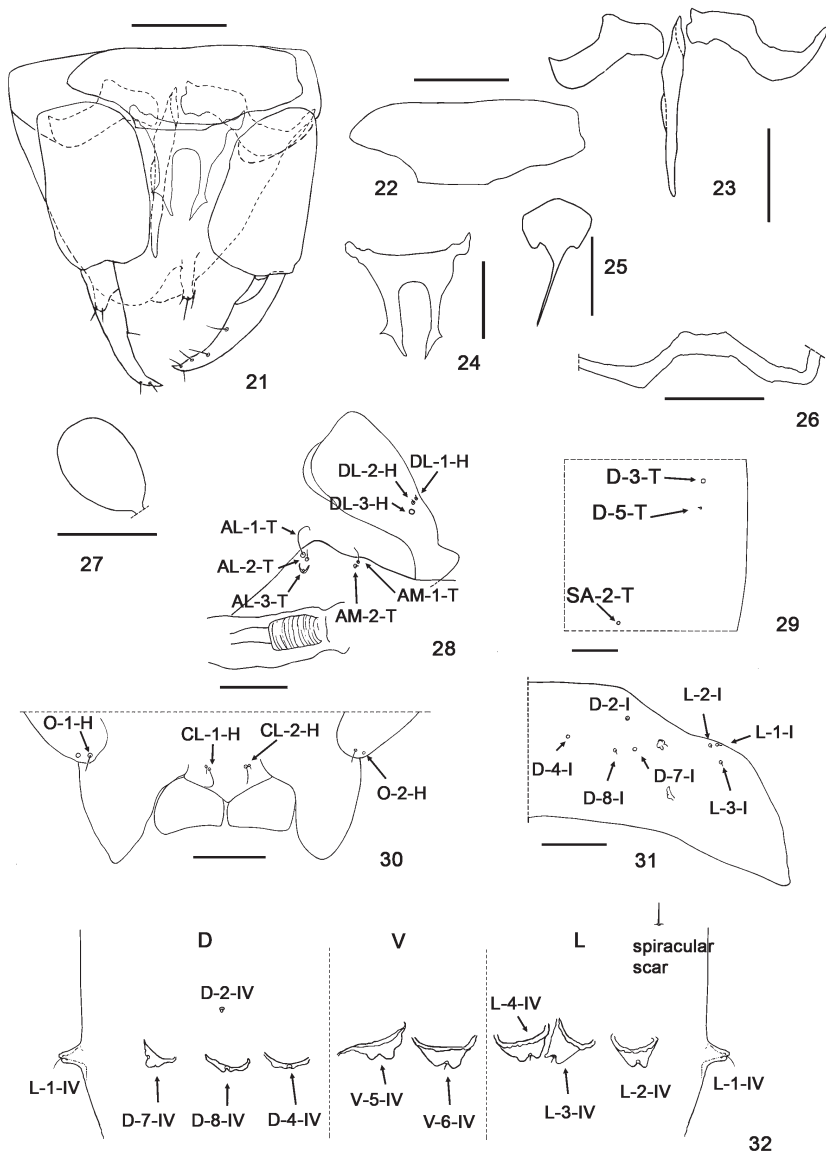 21
22
23
24
25
26
27
DL-2-H
DL-1-H
DL-3-H
AL-1-T
AL-2-T
AL-3-T
AM-1-T
AM-2-T
28
D-3-T
D-5-T
SA-2-T
29
O-1-H
CL-1-H
CL-2-H
O-2-H
30
D-2-I
L-2-I
L-1-I
D-4-I
D-8-I
D-7-I
L-3-I
31
D
V
L
spiracular
scar
D-2-IV
L-4-IV
L-1-IV
D-7-IV
D-8-IV
D-4-IV
V-5-IV
V-6-IV
L-3-IV
L-2-IV
L-1-IV
32